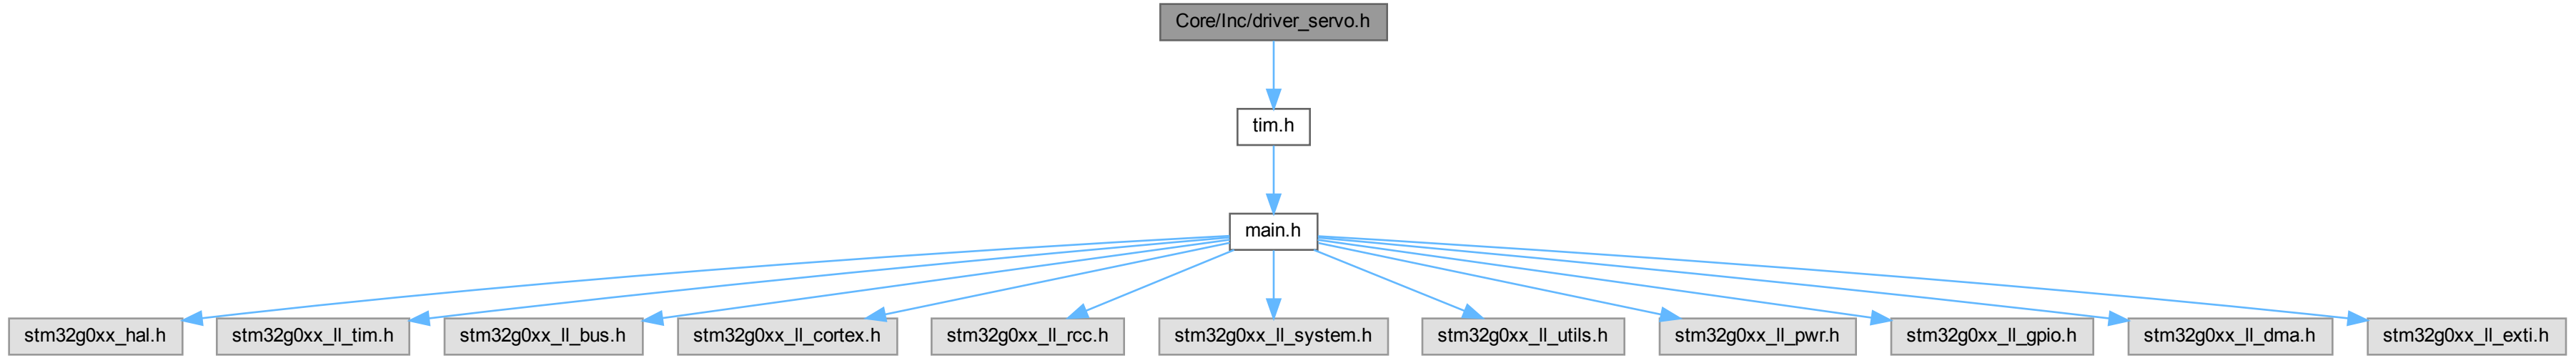 Core/Inc/driver_servo.h
tim.h
main.h
stm32g0xx_hal.h
stm32g0xx_ll_tim.h
stm32g0xx_ll_bus.h
stm32g0xx_ll_cortex.h
stm32g0xx_ll_rcc.h
stm32g0xx_ll_system.h
stm32g0xx_ll_utils.h
stm32g0xx_ll_pwr.h
stm32g0xx_ll_gpio.h
stm32g0xx_ll_dma.h
stm32g0xx_ll_exti.h